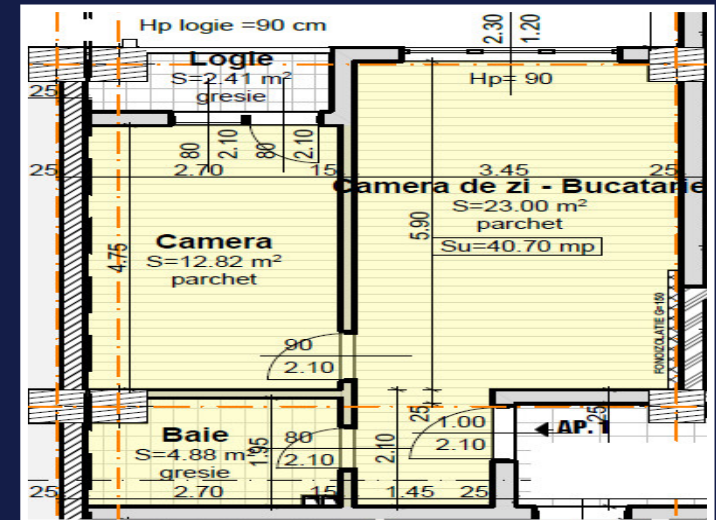 Hp logie =90 cm
2.30
1.20
Logie
S=2.41 m²
gresie
Hp= 90
25
80
2.10
80
2.10
25
2.70
15
3.45
25
Camera de zi - Bucatarie
S=23.00 m²
parchet
Su=40.70 mp
5.90
4.75
Camera
S=12.82 m²
parchet
FONOIZOLATIE G=150
90
2.10
25
25
1.00
2.10
AP. 1
Baie
S=4.88 m²
gresie
1.95
80
2.10
2.10
25
2.70
15
1.45
25